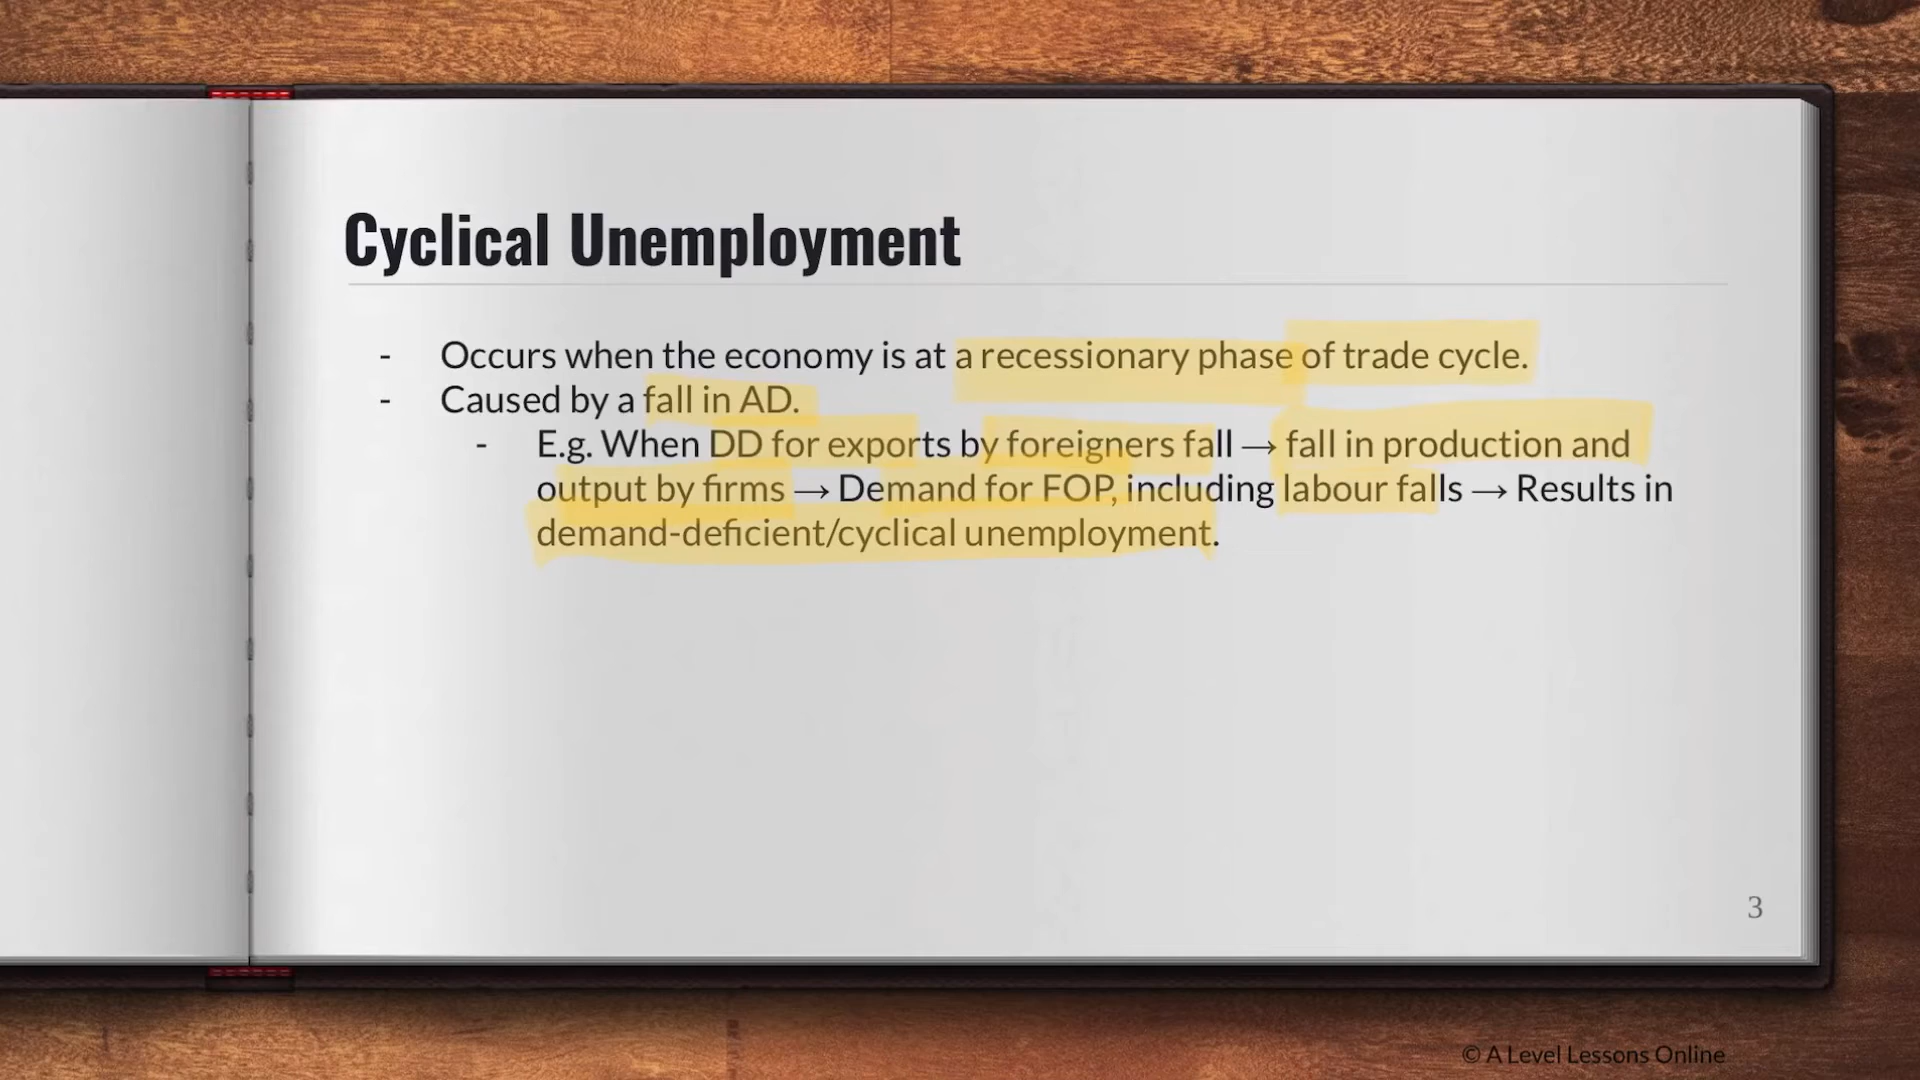 Cyclical Unemployment
- Occurs when the economy is at a recessionary phase of trade cycle.
- Caused by a fall in AD.
- E.g. When DD for exports by foreigners fall → fall in production and
output by firms → Demand for FOP, including labour falls → Results in
demand-deficient/cyclical unemployment.
3
© A Level Lessons Online